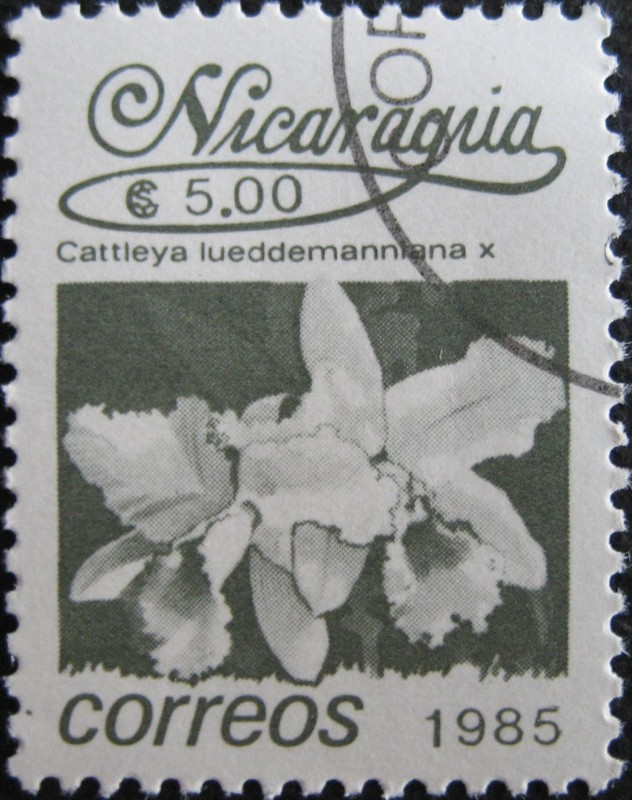 Nicaragua
C$ 5.00
Cattleya lueddemanniana x
correos 1985